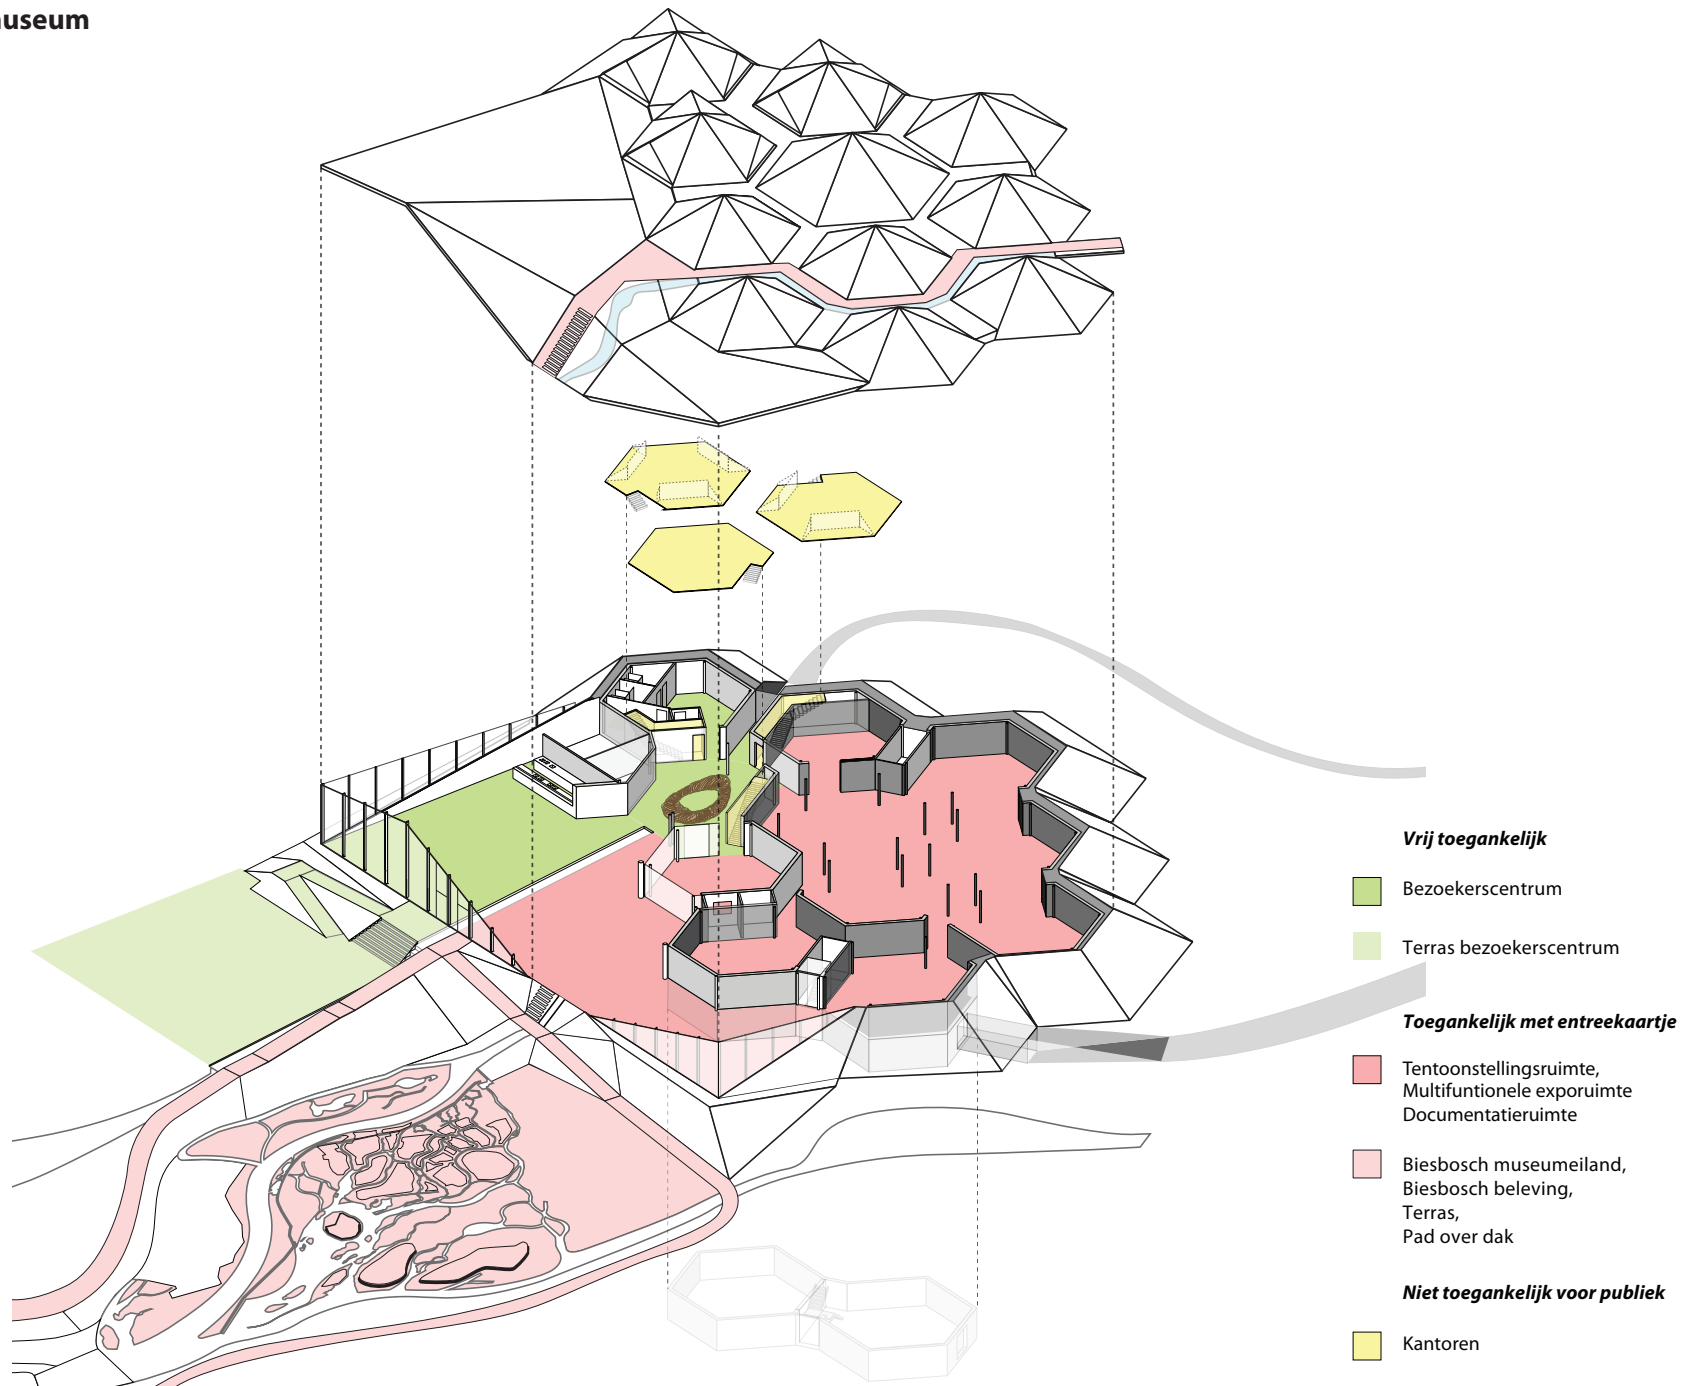 Vrij toegankelijk
Bezoekerscentrum
Terras bezoekerscentrum
Toegankelijk met entreekaartje
Tentoonstellingsruimte,
Multifuntionele exporuimte
Documentatieruimte
Biesbosch museumeiland,
Biesbosch beleving,
Terras,
Pad over dak
Niet toegankelijk voor publiek
Kantoren